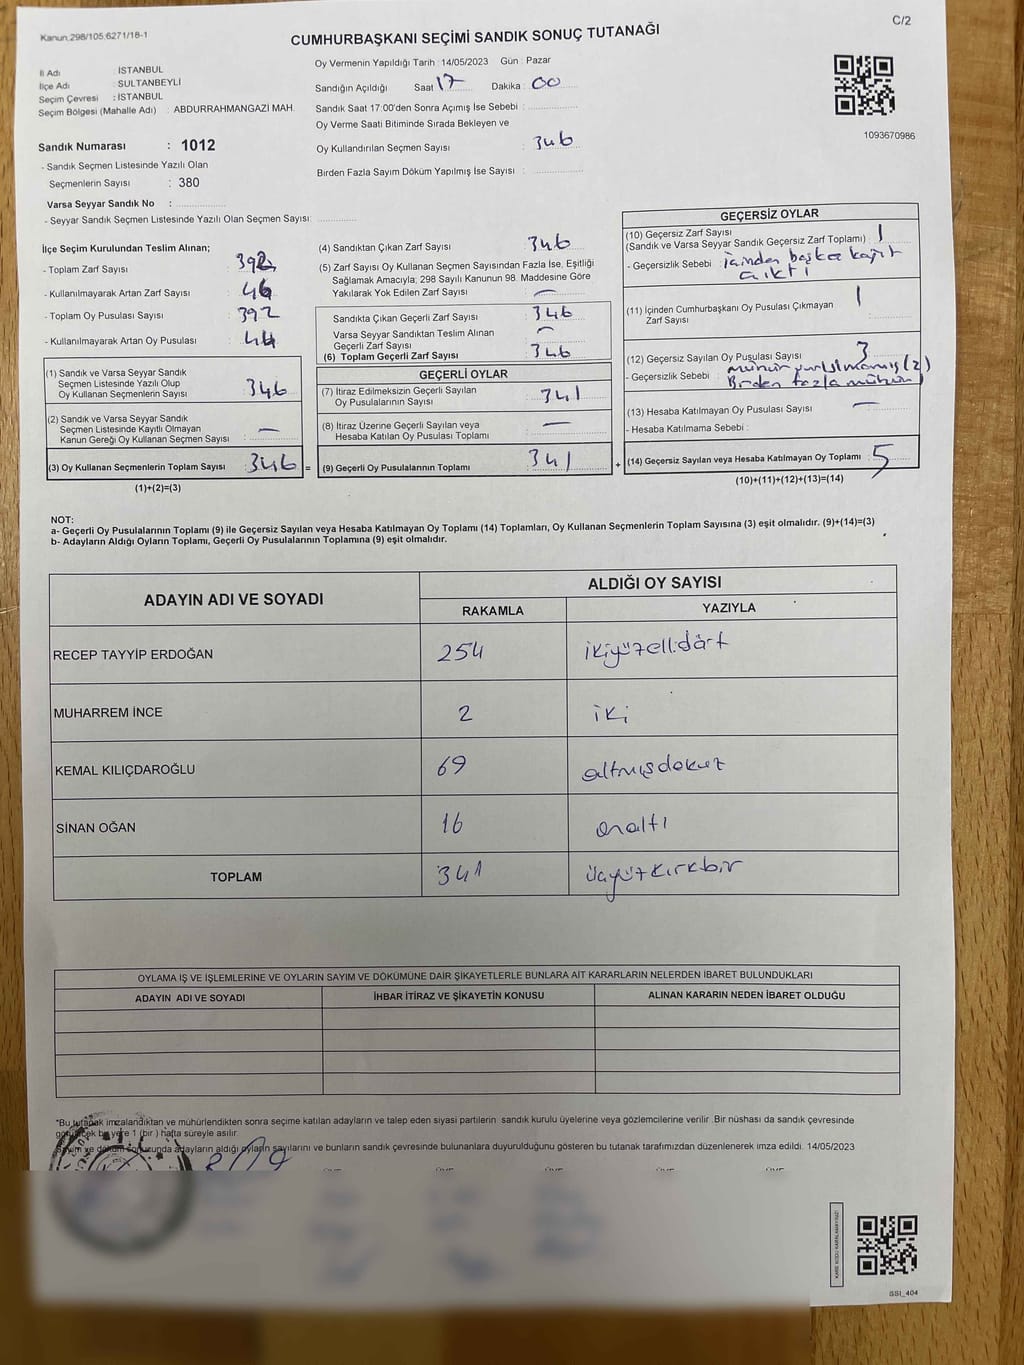 Kanun 298/105,6271/18-1
C/2
CUMHURBAŞKANI SEÇİMİ SANDIK SONUÇ TUTANAĞI
İl Adı : İSTANBUL
İlçe Adı : SULTANBEYLİ
Seçim Çevresi : İSTANBUL
Seçim Bölgesi (Mahalle Adı) : ABDURRAHMANGAZİ MAH.
Oy Vermenin Yapıldığı Tarih : 14/05/2023 Gün : Pazar
Sandığın Açıldığı Saat 17 Dakika : 00
Sandık Saat 17:00'den Sonra Açımış İse Sebebi :
Oy Verme Saati Bitiminde Sırada Bekleyen ve
Oy Kullandırılan Seçmen Sayısı : 346
Birden Fazla Sayım Döküm Yapılmış İse Sayısı :
1093670986
Sandık Numarası : 1012
- Sandık Seçmen Listesinde Yazılı Olan
Seçmenlerin Sayısı : 380
Varsa Seyyar Sandık No :
- Seyyar Sandık Seçmen Listesinde Yazılı Olan Seçmen Sayısı:
İlçe Seçim Kurulundan Teslim Alınan;
- Toplam Zarf Sayısı : 392
- Kullanılmayarak Artan Zarf Sayısı : 46
- Toplam Oy Pusulası Sayısı : 392
- Kullanılmayarak Artan Oy Pusulası :
(1) Sandık ve Varsa Seyyar Sandık
Seçmen Listesinde Yazılı Olup
Oy Kullanan Seçmenlerin Sayısı : 346
(2) Sandık ve Varsa Seyyar Sandık
Seçmen Listesinde Kayıtlı Olmayan
Kanun Gereği Oy Kullanan Seçmen Sayısı : —
(3) Oy Kullanan Seçmenlerin Toplam Sayısı : 346 =
(1)+(2)=(3)
(4) Sandıktan Çıkan Zarf Sayısı : 346
(5) Zarf Sayısı Oy Kullanan Seçmen Sayısından Fazla İse, Eşitliği
Sağlamak Amacıyla; 298 Sayılı Kanunun 98. Maddesine Göre
Yakılarak Yok Edilen Zarf Sayısı : —
Sandıkta Çıkan Geçerli Zarf Sayısı : 346
Varsa Seyyar Sandıktan Teslim Alınan
Geçerli Zarf Sayısı : —
(6) Toplam Geçerli Zarf Sayısı : 346
GEÇERLİ OYLAR
(7) İtiraz Edilmeksizin Geçerli Sayılan
Oy Pusulalarının Sayısı : 341
(8) İtiraz Üzerine Geçerli Sayılan veya
Hesaba Katılan Oy Pusulası Toplamı : —
(9) Geçerli Oy Pusulalarının Toplamı : 341 +
GEÇERSİZ OYLAR
(10) Geçersiz Zarf Sayısı
(Sandık ve Varsa Seyyar Sandık Geçersiz Zarf Toplamı) : 1
- Geçersizlik Sebebi : içinden başka kağıt
çıktı
(11) İçinden Cumhurbaşkanı Oy Pusulası Çıkmayan
Zarf Sayısı : 1
(12) Geçersiz Sayılan Oy Pusulası Sayısı : 3
- Geçersizlik Sebebi : mühür vurulmamış (2)
Birden fazla mühür 1
(13) Hesaba Katılmayan Oy Pusulası Sayısı : —
- Hesaba Katılmama Sebebi :
(14) Geçersiz Sayılan veya Hesaba Katılmayan Oy Toplamı : 5
(10)+(11)+(12)+(13)=(14)
NOT:
a- Geçerli Oy Pusulalarının Toplamı (9) ile Geçersiz Sayılan veya Hesaba Katılmayan Oy Toplamı (14) Toplamları, Oy Kullanan Seçmenlerin Toplam Sayısına (3) eşit olmalıdır. (9)+(14)=(3)
b- Adayların Aldığı Oyların Toplamı, Geçerli Oy Pusulalarının Toplamına (9) eşit olmalıdır.
ADAYIN ADI VE SOYADI ALDIĞI OY SAYISI
RAKAMLA YAZIYLA
RECEP TAYYİP ERDOĞAN 254 ikiyüzellidört
MUHARREM İNCE 2 iki
KEMAL KILIÇDAROĞLU 69 altmışdokuz
SİNAN OĞAN 16 onaltı
TOPLAM 341 üçyüzkırkbir
OYLAMA İŞ VE İŞLEMLERİNE VE OYLARIN SAYIM VE DÖKÜMÜNE DAİR ŞİKAYETLERLE BUNLARA AİT KARARLARIN NELERDEN İBARET BULUNDUKLARI
ADAYIN ADI VE SOYADI İHBAR İTİRAZ VE ŞİKAYETİN KONUSU ALINAN KARARIN NEDEN İBARET OLDUĞU
*Bu tutanak imzalandıktan ve mühürlendikten sonra seçime katılan adayların ve talep eden siyasi partilerin sandık kurulu üyelerine veya gözlemcilerine verilir. Bir nüshası da sandık çevresinde
görülecek bir yere 1 (bir) hafta süreyle asılır.
Sayım ve döküm sonucunda adayların aldığı oyların sayılarını ve bunların sandık çevresinde bulunanlara duyurulduğunu gösteren bu tutanak tarafımızdan düzenlenerek imza edildi. 14/05/2023
SSI_404